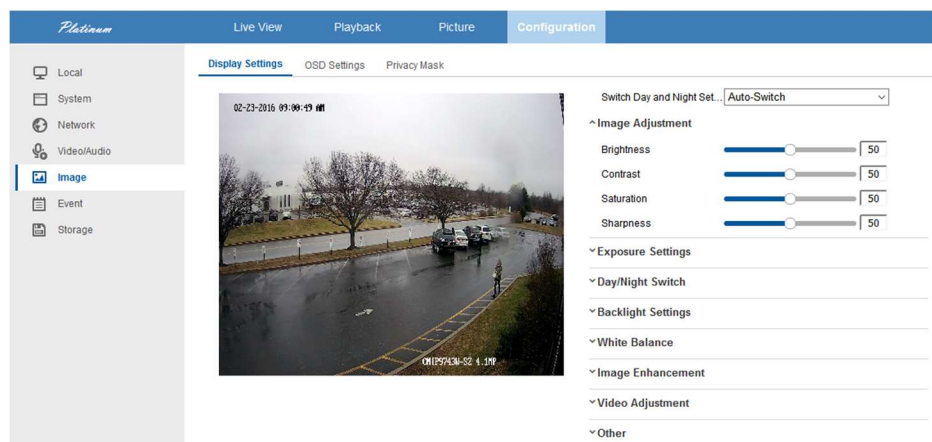 Platinum
Live View
Playback
Picture
Configuration
Local
System
Network
Video/Audio
Image
Event
Storage
Display Settings
OSD Settings
Privacy Mask
02-23-2016 09:00:49 AM
CMIP9743W-S2 4.1MP
Switch Day and Night Set... Auto-Switch
Image Adjustment
Brightness 50
Contrast 50
Saturation 50
Sharpness 50
Exposure Settings
Day/Night Switch
Backlight Settings
White Balance
Image Enhancement
Video Adjustment
Other